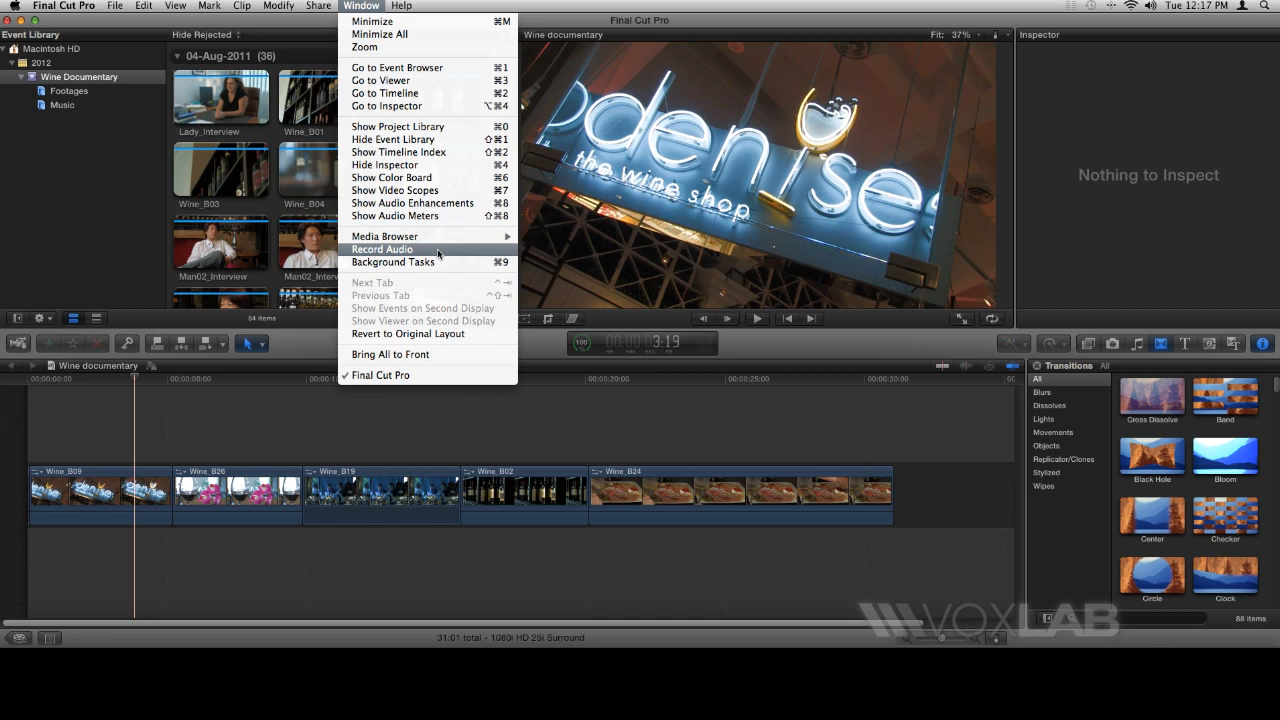 Final Cut Pro File Edit View Mark Clip Modify Share Window Help
Tue 12:17 PM
Final Cut Pro
Event Library
Macintosh HD
2012
Wine Documentary
Footages
Music
Hide Rejected
04-Aug-2011 (36)
Lady_Interview
Wine_B01
Wine_B03
Wine_B04
Man02_Interview
Man02_Interv
54 items
Minimize ⌘M
Minimize All
Zoom
Go to Event Browser ⌘1
Go to Viewer ⌘3
Go to Timeline ⌘2
Go to Inspector ⌥⌘4
Show Project Library ⌘0
Hide Event Library ⇧⌘1
Show Timeline Index ⇧⌘2
Hide Inspector ⌘4
Show Color Board ⌘6
Show Video Scopes ⌘7
Show Audio Enhancements ⌘8
Show Audio Meters ⇧⌘8
Media Browser
Record Audio
Background Tasks ⌘9
Next Tab ⌃⇥
Previous Tab ⌃⇧⇥
Show Events on Second Display
Show Viewer on Second Display
Revert to Original Layout
Bring All to Front
✓ Final Cut Pro
Wine documentary
Fit: 37%
denise
the wine shop
Inspector
Nothing to Inspect
100
00:00:03:19
Wine documentary
00:00:00:00
00:00:05:00
00:00:20:00
00:00:25:00
00:00:30:00
Wine_B09
Wine_B26
Wine_B19
Wine_B02
Wine_B24
Transitions All
All
Blurs
Dissolves
Lights
Movements
Objects
Replicator/Clones
Stylized
Wipes
Cross Dissolve
Band
Black Hole
Bloom
Center
Checker
Circle
Clock
88 items
VOXLAB
31:01 total - 1080i HD 25i Surround